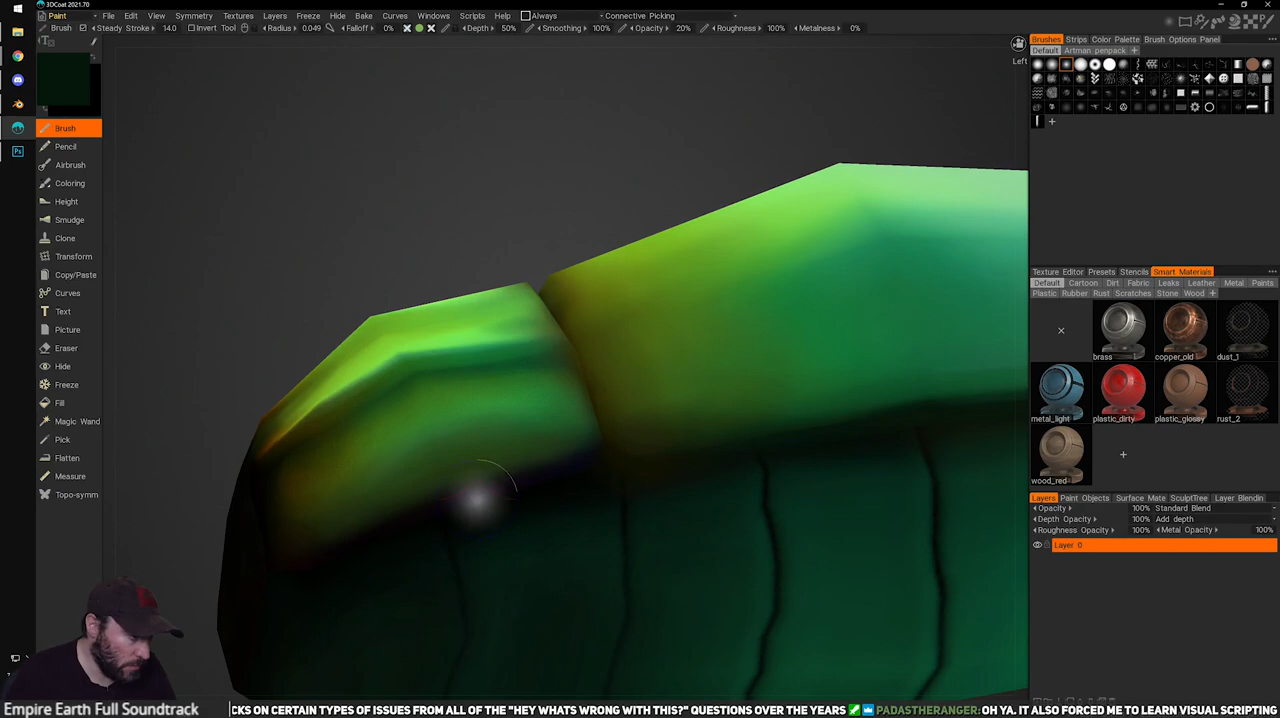 3DCoat 2021.70
Paint File Edit View Symmetry Textures Layers Freeze Hide Bake Curves Windows Scripts Help Always Connective Picking
Brush Steady Stroke 14.0 Invert Tool Radius 0.049 Falloff 0% Depth 50% Smoothing 100% Opacity 20% Roughness 100% Metalness 0%
Left
Brush
Pencil
Airbrush
Coloring
Height
Smudge
Clone
Transform
Copy/Paste
Curves
Text
Picture
Eraser
Hide
Freeze
Fill
Magic Wand
Pick
Flatten
Measure
Topo-symm
Brushes Strips Color Palette Brush Options Panel
Default Artman penpack +
Texture Editor Presets Stencils Smart Materials
Default Cartoon Dirt Fabric Leaks Leather Metal Paints
Plastic Rubber Rust Scratches Stone Wood +
brass copper_old dust_1
metal_light plastic_dirty plastic_glossy rust_2
wood_red
Layers Paint Objects Surface Mate SculptTree Layer Blendin
Opacity 100% Standard Blend
Depth Opacity 100% Add depth
Roughness Opacity 100% Metal Opacity 100%
Layer 0
Empire Earth Full Soundtrack
CKS ON CERTAIN TYPES OF ISSUES FROM ALL OF THE "HEY WHATS WRONG WITH THIS?" QUESTIONS OVER THE YEARS PADASTHERANGER: OH YA. IT ALSO FORCED ME TO LEARN VISUAL SCRIPTING